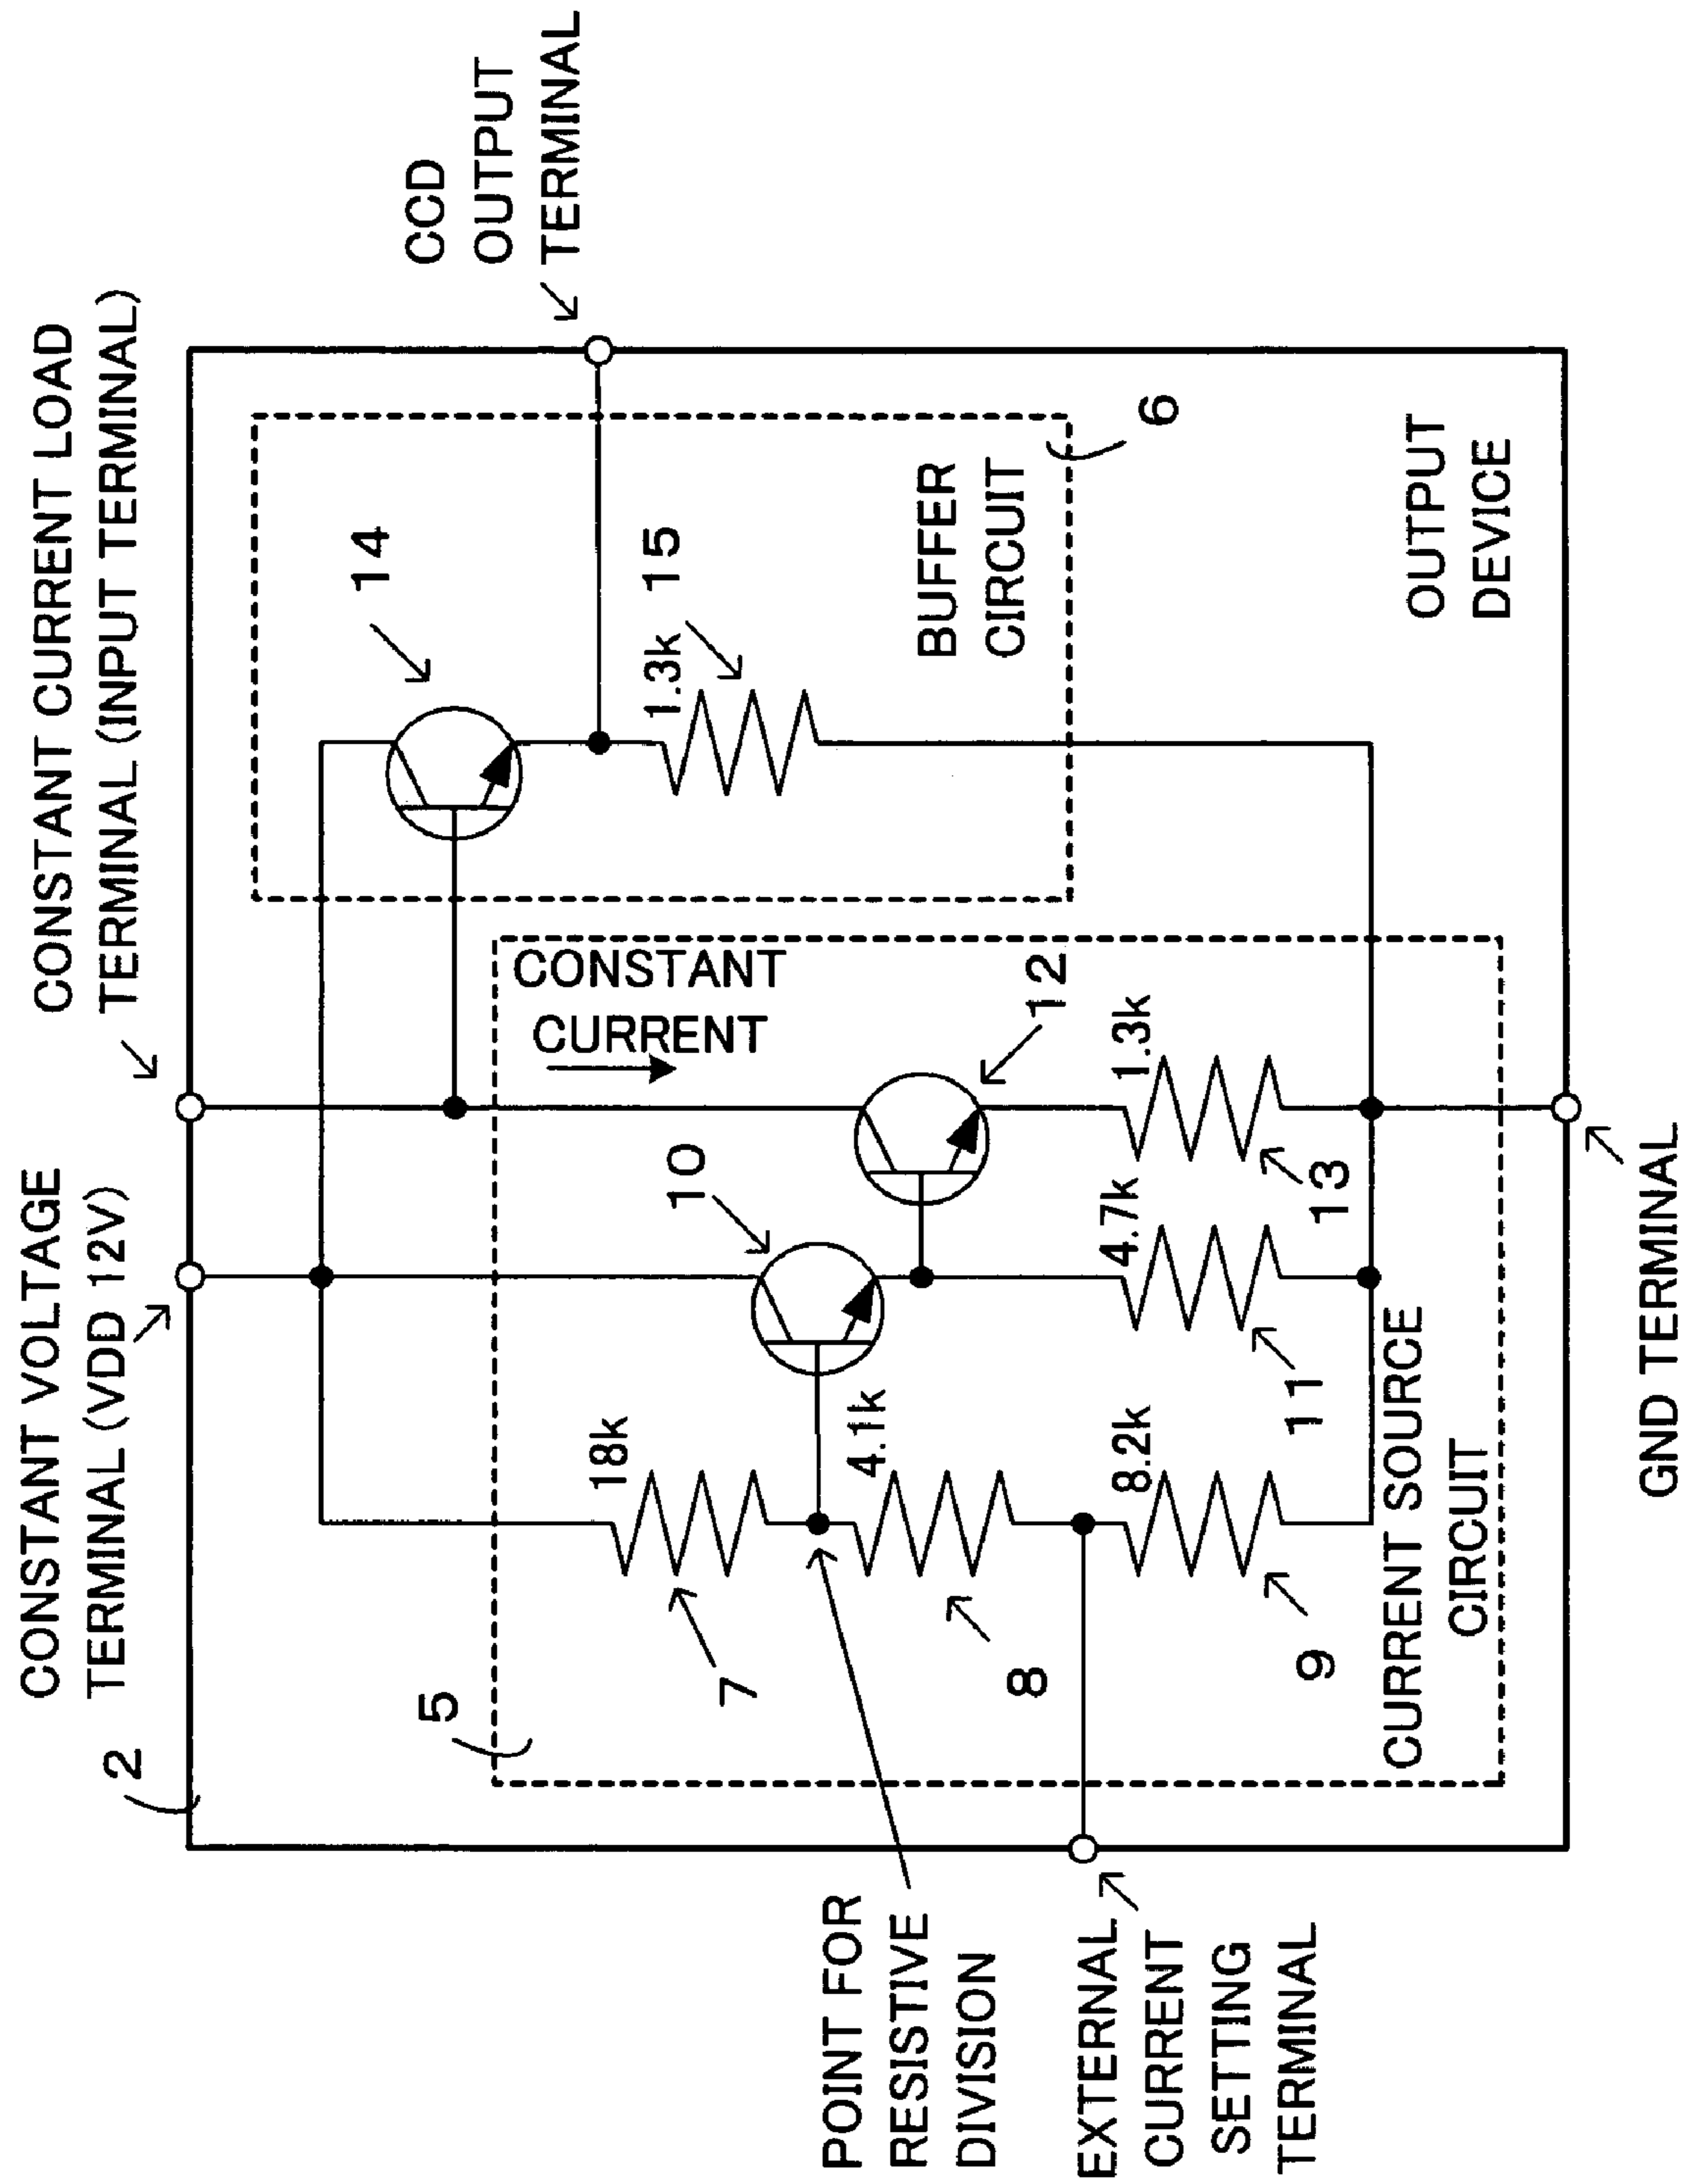 CONSTANT VOLTAGE
TERMINAL (VDD 12V)
CONSTANT CURRENT LOAD
TERMINAL (INPUT TERMINAL)
2
5
CONSTANT
CURRENT
14
CCD
OUTPUT
TERMINAL
18k
7
10
1.3k
15
POINT FOR
RESISTIVE
DIVISION
4.1k
8
12
BUFFER
CIRCUIT
6
EXTERNAL
CURRENT
SETTING
TERMINAL
8.2k
9
4.7k
11
1.3k
13
CURRENT SOURCE
CIRCUIT
OUTPUT
DEVICE
GND TERMINAL